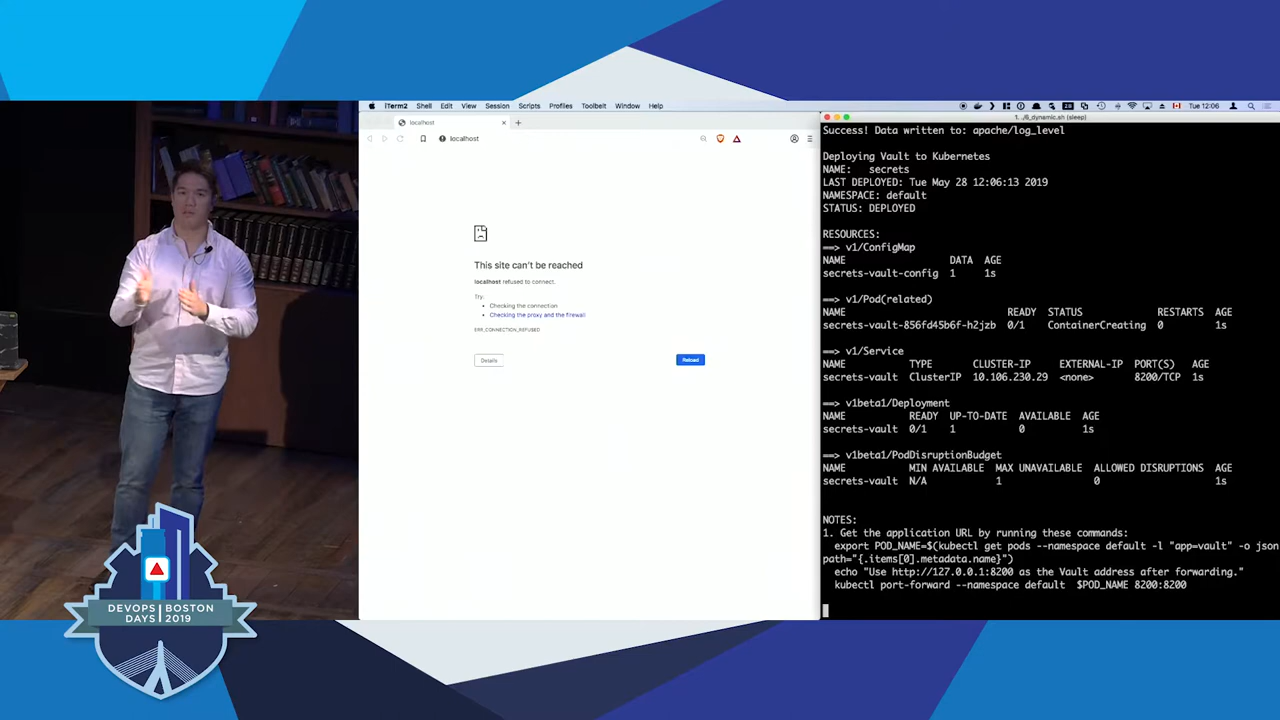 iTerm2 Shell Edit View Session Scripts Profiles Toolbelt Window Help
Tue 12:06
localhost
localhost
This site can't be reached
localhost refused to connect.
Try:
Checking the connection
Checking the proxy and the firewall
ERR_CONNECTION_REFUSED
Details
Reload
1. ./6_dynamic.sh (sleep)
Success! Data written to: apache/log_level
Deploying Vault to Kubernetes
NAME: secrets
LAST DEPLOYED: Tue May 28 12:06:13 2019
NAMESPACE: default
STATUS: DEPLOYED
RESOURCES:
==> v1/ConfigMap
NAME DATA AGE
secrets-vault-config 1 1s
==> v1/Pod(related)
NAME READY STATUS RESTARTS AGE
secrets-vault-856fd45b6f-h2jzb 0/1 ContainerCreating 0 1s
==> v1/Service
NAME TYPE CLUSTER-IP EXTERNAL-IP PORT(S) AGE
secrets-vault ClusterIP 10.106.230.29 <none> 8200/TCP 1s
==> v1beta1/Deployment
NAME READY UP-TO-DATE AVAILABLE AGE
secrets-vault 0/1 1 0 1s
==> v1beta1/PodDisruptionBudget
NAME MIN AVAILABLE MAX UNAVAILABLE ALLOWED DISRUPTIONS AGE
secrets-vault N/A 1 0 1s
NOTES:
1. Get the application URL by running these commands:
export POD_NAME=$(kubectl get pods --namespace default -l "app=vault" -o json
path="{.items[0].metadata.name}")
echo "Use http://127.0.0.1:8200 as the Vault address after forwarding."
kubectl port-forward --namespace default $POD_NAME 8200:8200
DEVOPS BOSTON
DAYS 2019